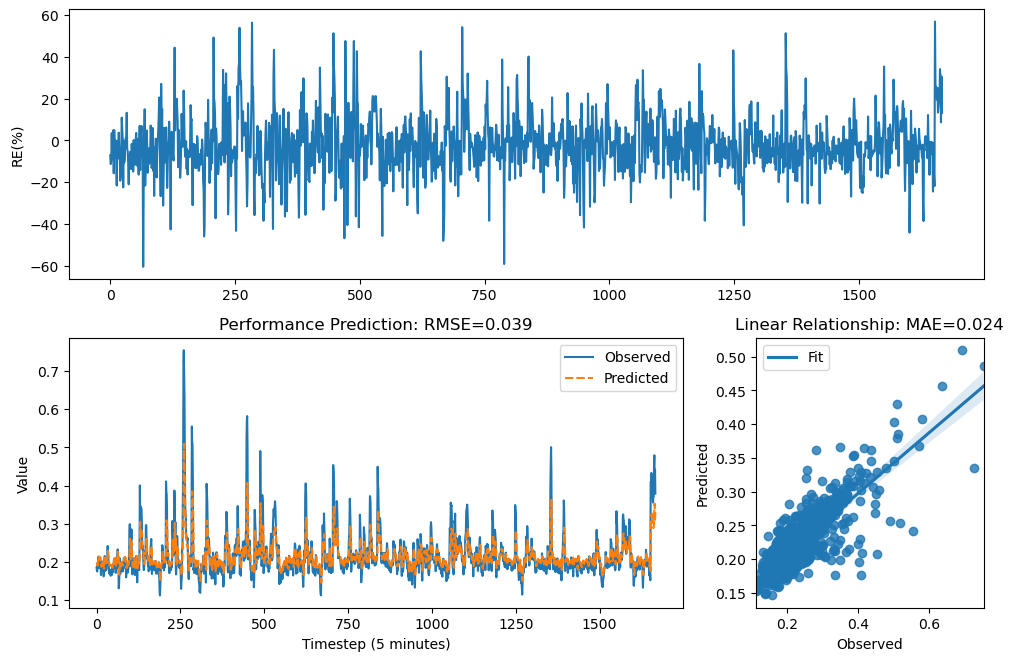 RE(%)
60
40
20
0
−20
−40
−60
0 250 500 750 1000 1250 1500
Performance Prediction: RMSE=0.039
Value
0.7
0.6
0.5
0.4
0.3
0.2
0.1
Observed
Predicted
0 250 500 750 1000 1250 1500
Timestep (5 minutes)
Linear Relationship: MAE=0.024
Predicted
0.50
0.45
0.40
0.35
0.30
0.25
0.20
0.15
Fit
0.2 0.4 0.6
Observed